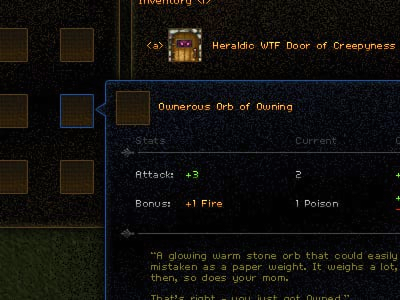 Inventory <i>
<a> Heraldic WTF Door of Creepyness
Ownerous Orb of Owning
Stats Current
Attack: +3 2
Bonus: +1 Fire 1 Poison
"A glowing warm stone orb that could easily
mistaken as a paper weight. It weighs a lot,
then, so does your mom.
That's right - you just got Owned"